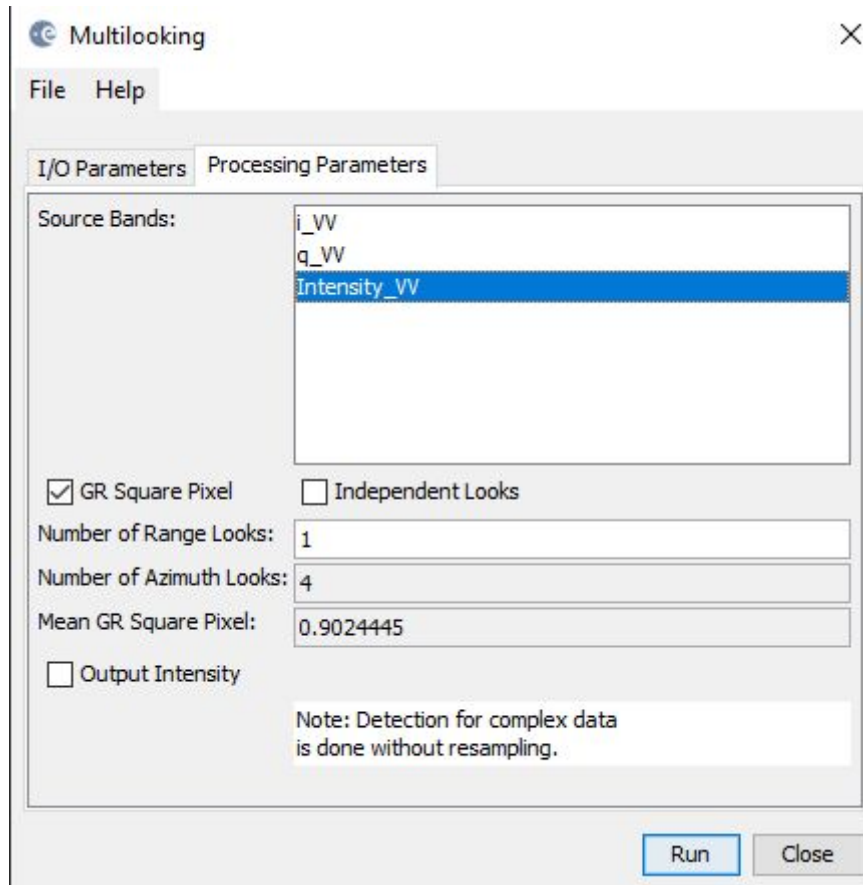 Multilooking
File Help
I/O Parameters Processing Parameters
Source Bands: i_VV
q_VV
Intensity_VV
GR Square Pixel Independent Looks
Number of Range Looks: 1
Number of Azimuth Looks: 4
Mean GR Square Pixel: 0.9024445
Output Intensity
Note: Detection for complex data
is done without resampling.
Run Close